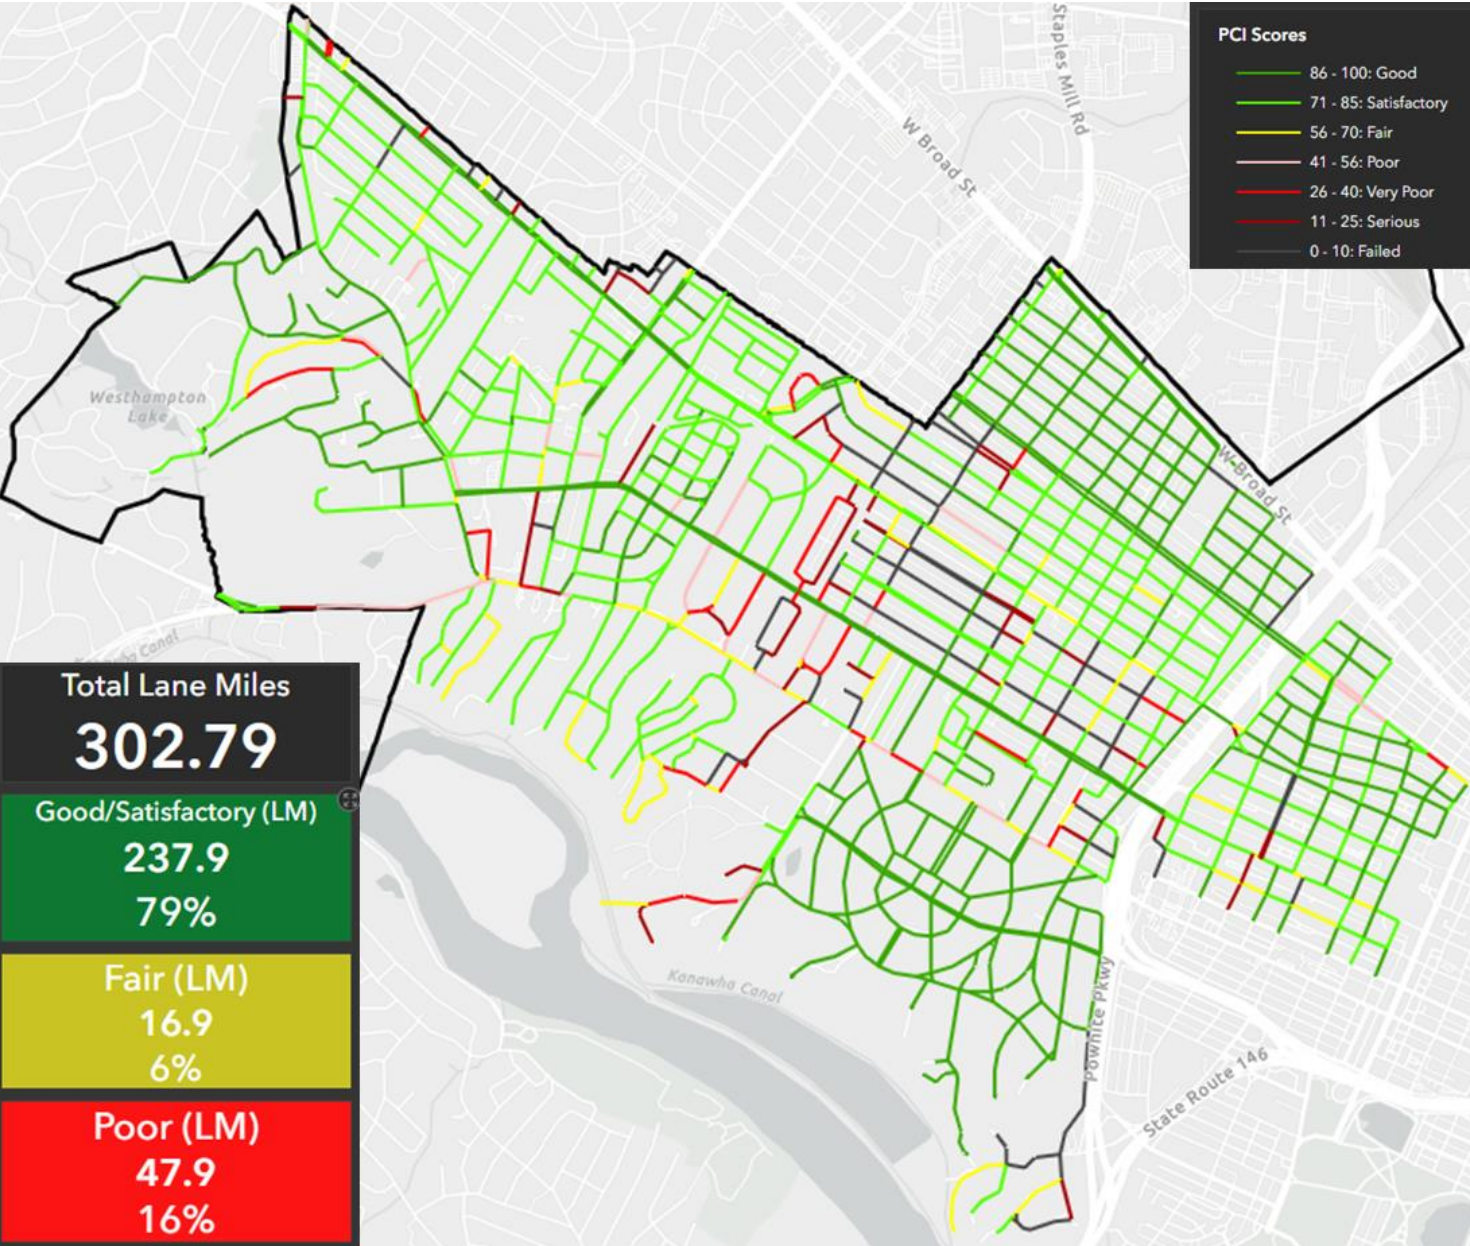 Staples Mill Rd
W Broad St
PCI Scores
86 - 100: Good
71 - 85: Satisfactory
56 - 70: Fair
41 - 56: Poor
26 - 40: Very Poor
11 - 25: Serious
0 - 10: Failed
Westhampton
Lake
W Broad St
Canal
Total Lane Miles
302.79
Good/Satisfactory (LM)
237.9
79%
Fair (LM)
16.9
6%
Poor (LM)
47.9
16%
Kanawha Canal
Powhite Pkwy
State Route 146